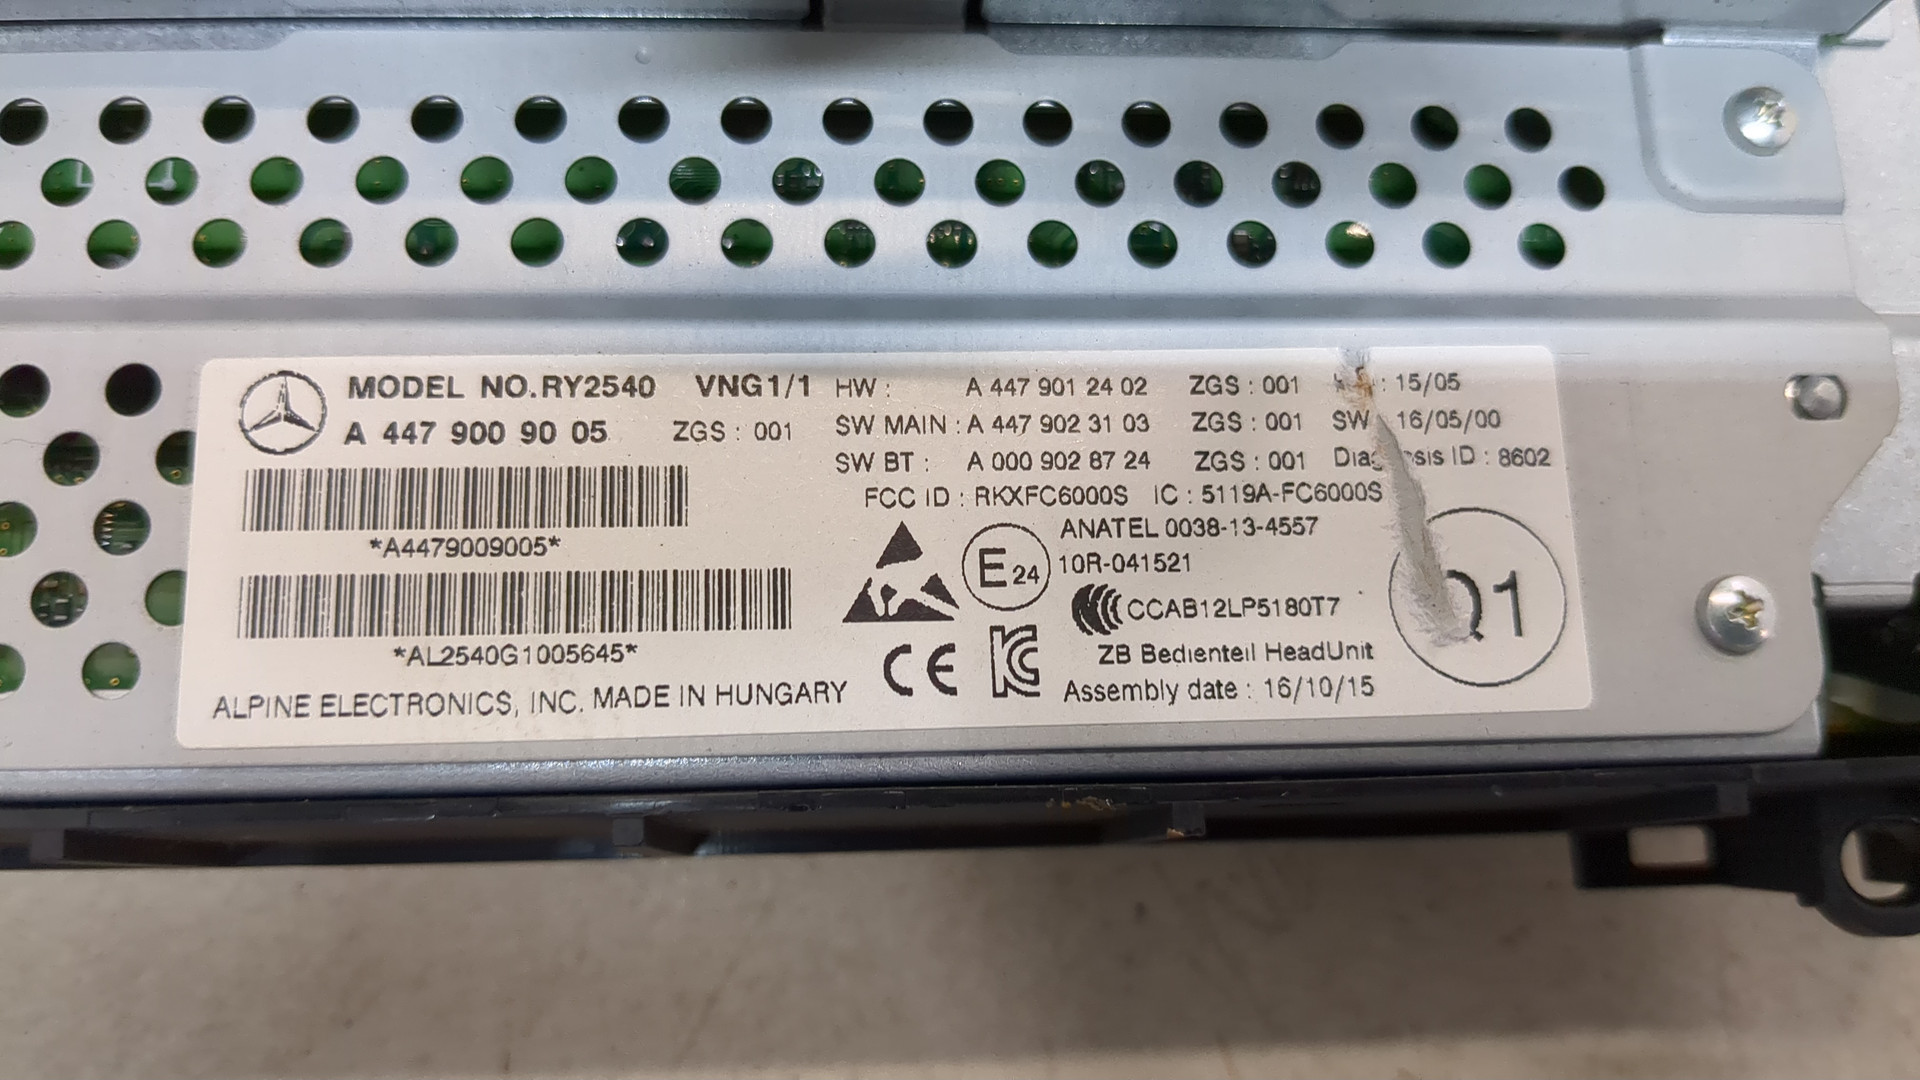 MODEL NO.RY2540 VNG1/1
A 447 900 90 05 ZGS : 001
*A4479009005*
*AL2540G1005645*
ALPINE ELECTRONICS, INC. MADE IN HUNGARY
HW : A 447 901 24 02 ZGS : 001 : 15/05
SW MAIN : A 447 902 31 03 ZGS : 001 SW : 16/05/00
SW BT : A 000 902 87 24 ZGS : 001 ID : 8602
FCC ID : RKXFC6000S IC : 5119A-FC6000S
ANATEL 0038-13-4557
E24 10R-041521
CCAB12LP5180T7
CE KC
ZB Bedienteil HeadUnit
Assembly date : 16/10/15